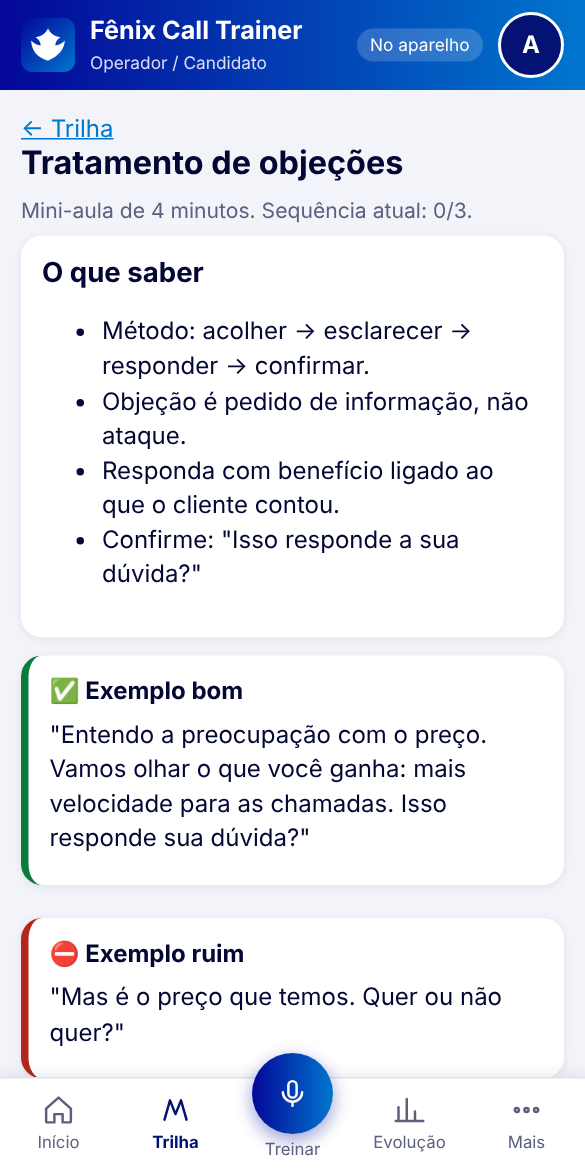 Fênix Call Trainer
Operador / Candidato
No aparelho
A
← Trilha
Tratamento de objeções
Mini-aula de 4 minutos. Sequência atual: 0/3.
O que saber
• Método: acolher → esclarecer →
responder → confirmar.
• Objeção é pedido de informação, não
ataque.
• Responda com benefício ligado ao
que o cliente contou.
• Confirme: "Isso responde a sua
dúvida?"
✅ Exemplo bom
"Entendo a preocupação com o preço.
Vamos olhar o que você ganha: mais
velocidade para as chamadas. Isso
responde sua dúvida?"
⛔ Exemplo ruim
"Mas é o preço que temos. Quer ou não
quer?"
Início
Trilha
Treinar
Evolução
Mais